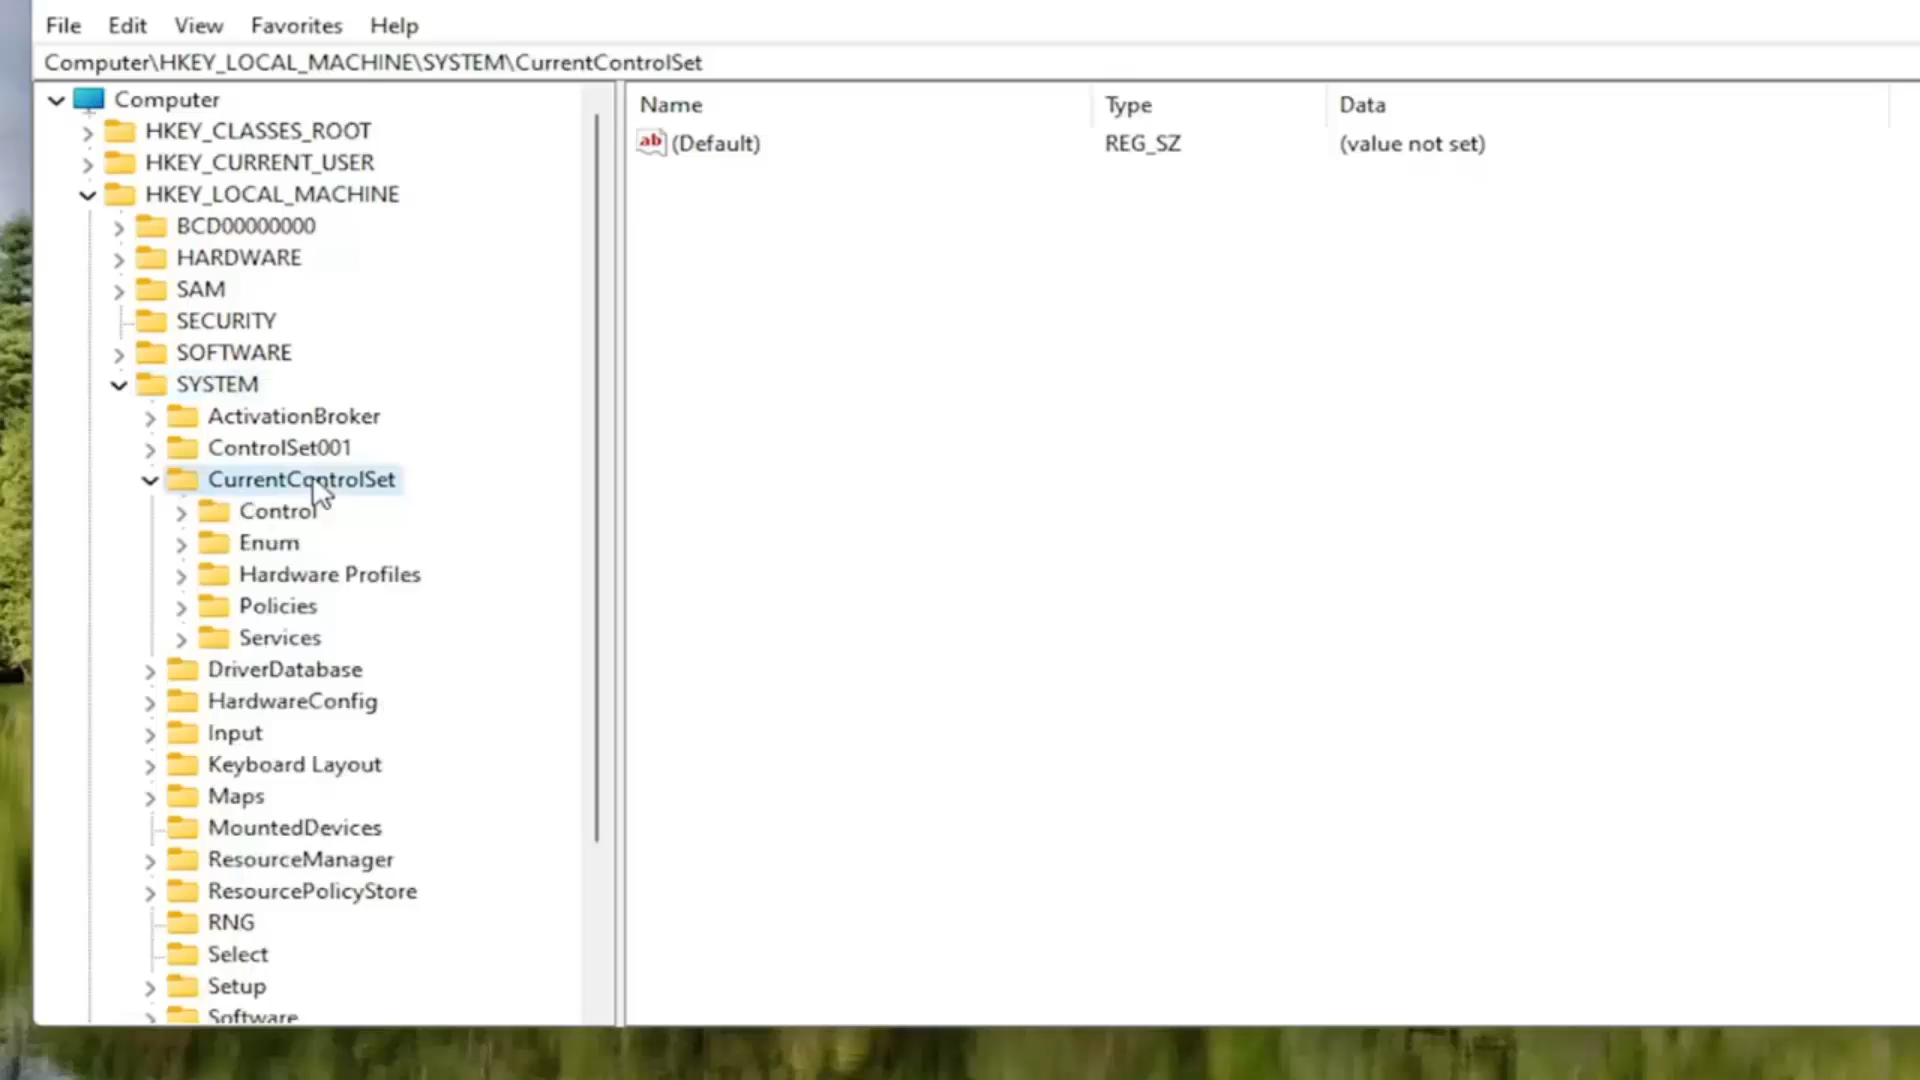 File Edit View Favorites Help
Computer\HKEY_LOCAL_MACHINE\SYSTEM\CurrentControlSet
Computer
HKEY_CLASSES_ROOT
HKEY_CURRENT_USER
HKEY_LOCAL_MACHINE
BCD00000000
HARDWARE
SAM
SECURITY
SOFTWARE
SYSTEM
ActivationBroker
ControlSet001
CurrentControlSet
Control
Enum
Hardware Profiles
Policies
Services
DriverDatabase
HardwareConfig
Input
Keyboard Layout
Maps
MountedDevices
ResourceManager
ResourcePolicyStore
RNG
Select
Setup
Software
Name Type Data
ab (Default) REG_SZ (value not set)